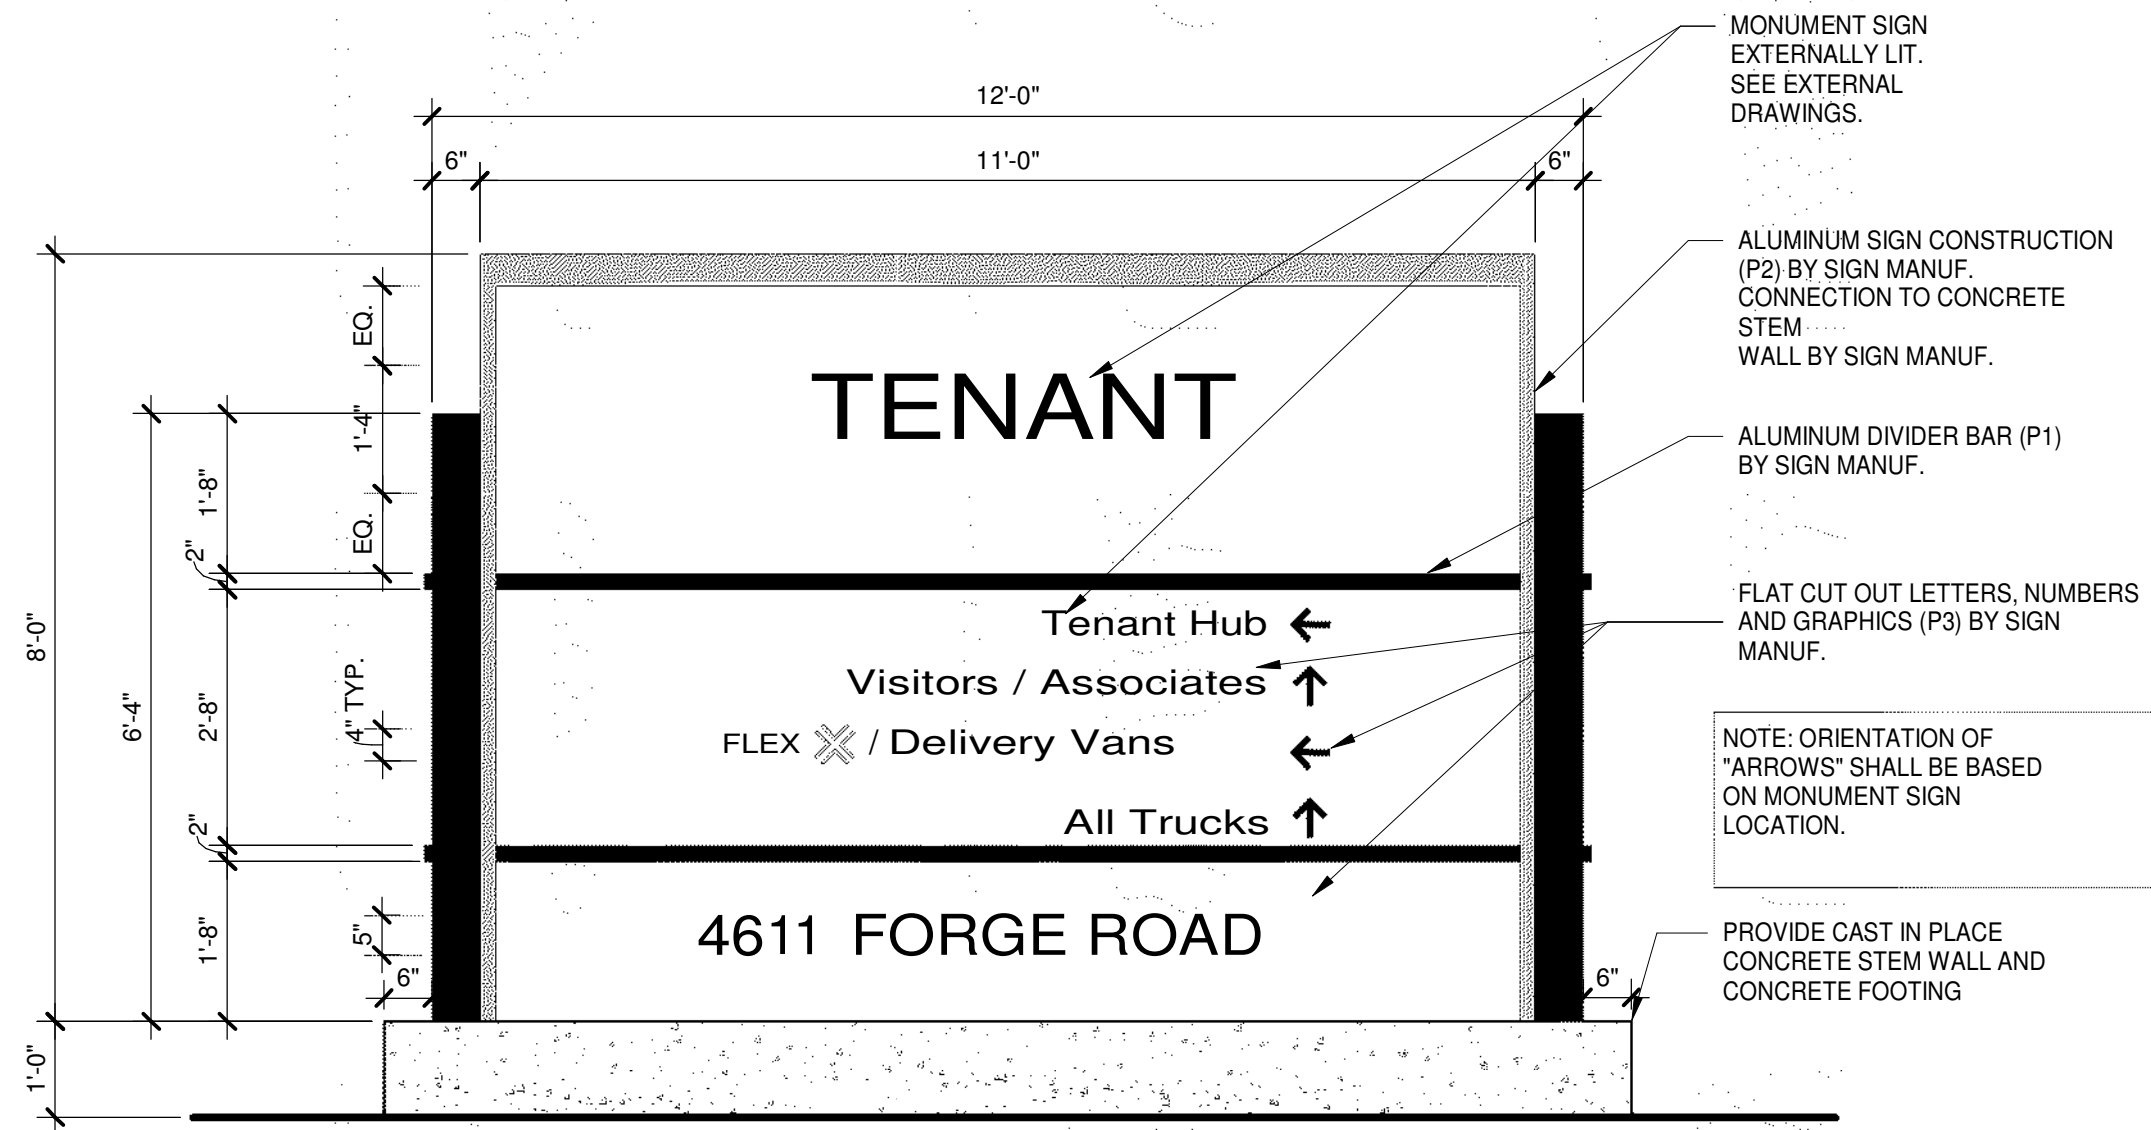 MONUMENT SIGN
EXTERNALLY LIT.
SEE EXTERNAL
DRAWINGS.
12'-0"
6"
11'-0"
6"
ALUMINUM SIGN CONSTRUCTION
(P2) BY SIGN MANUF.
CONNECTION TO CONCRETE
STEM
WALL BY SIGN MANUF.
EQ.
1'-4"
EQ.
TENANT
ALUMINUM DIVIDER BAR (P1)
BY SIGN MANUF.
8'-0"
6'-4"
1'-8"
2"
2'-8"
2"
1'-8"
4" TYP.
5"
Tenant Hub ←
Visitors / Associates ↑
FLEX / Delivery Vans ←
All Trucks ↑
FLAT CUT OUT LETTERS, NUMBERS
AND GRAPHICS (P3) BY SIGN
MANUF.
NOTE: ORIENTATION OF
"ARROWS" SHALL BE BASED
ON MONUMENT SIGN
LOCATION.
4611 FORGE ROAD
6"
6"
PROVIDE CAST IN PLACE
CONCRETE STEM WALL AND
CONCRETE FOOTING
1'-0"